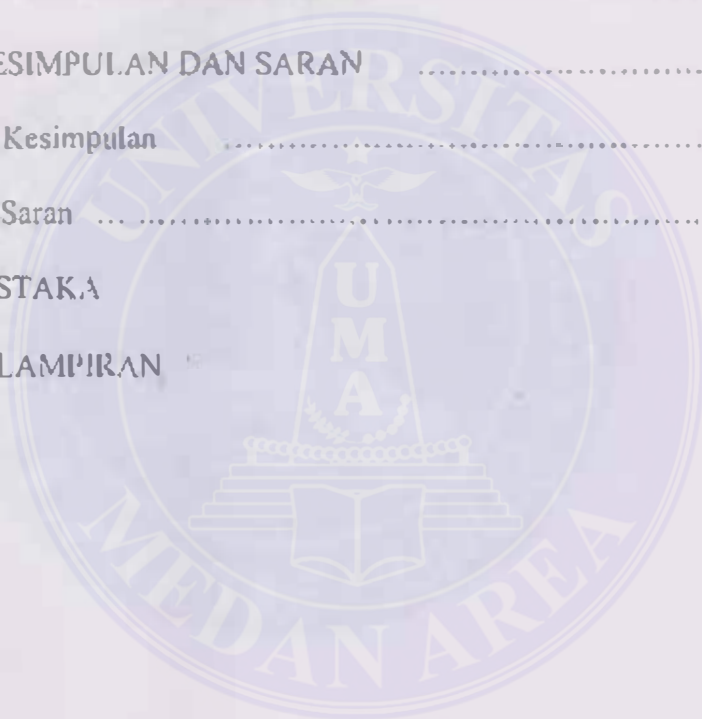 ESIMPULAN DAN SARAN ........................
Kesimpulan ........................
Saran ........................
STAKA
LAMPIRAN
UNIVERSITAS
UMA
MEDAN AREA